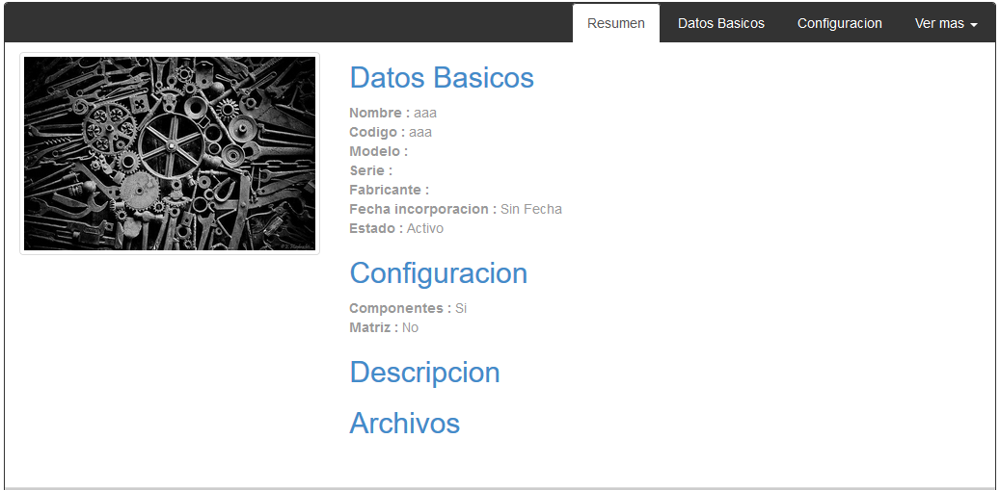 Resumen Datos Basicos Configuracion Ver mas
Datos Basicos
Nombre : aaa
Codigo : aaa
Modelo :
Serie :
Fabricante :
Fecha incorporacion : Sin Fecha
Estado : Activo
Configuracion
Componentes : Si
Matriz : No
Descripcion
Archivos